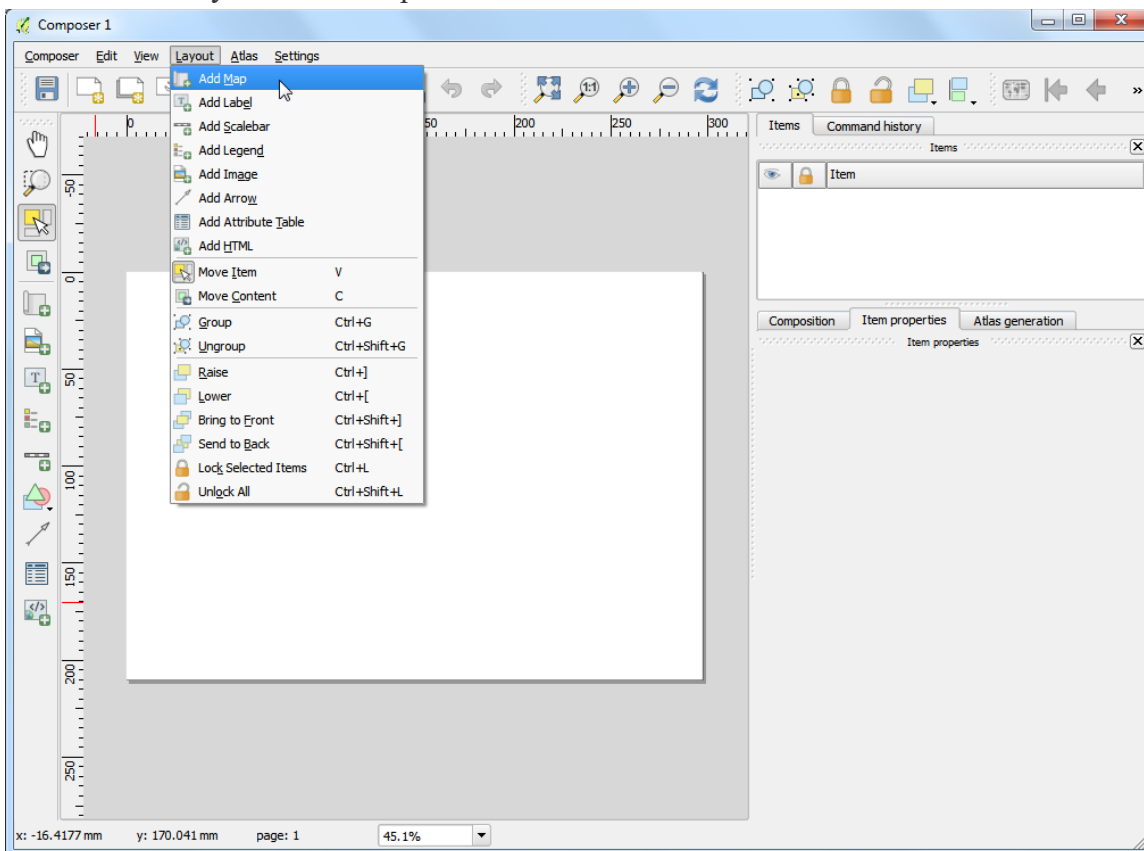 Composer 1
Composer Edit View Layout Atlas Settings
Add Map
Add Label
Add Scalebar
Add Legend
Add Image
Add Arrow
Add Attribute Table
Add HTML
Move Item V
Move Content C
Group Ctrl+G
Ungroup Ctrl+Shift+G
Raise Ctrl+]
Lower Ctrl+[
Bring to Front Ctrl+Shift+]
Send to Back Ctrl+Shift+[
Lock Selected Items Ctrl+L
Unlock All Ctrl+Shift+L
1:1
»
0 50 200 250 300
-50
0
50
100
150
200
250
Items Command history
Items
Item
Composition Item properties Atlas generation
Item properties
x: -16.4177 mm y: 170.041 mm page: 1 45.1%